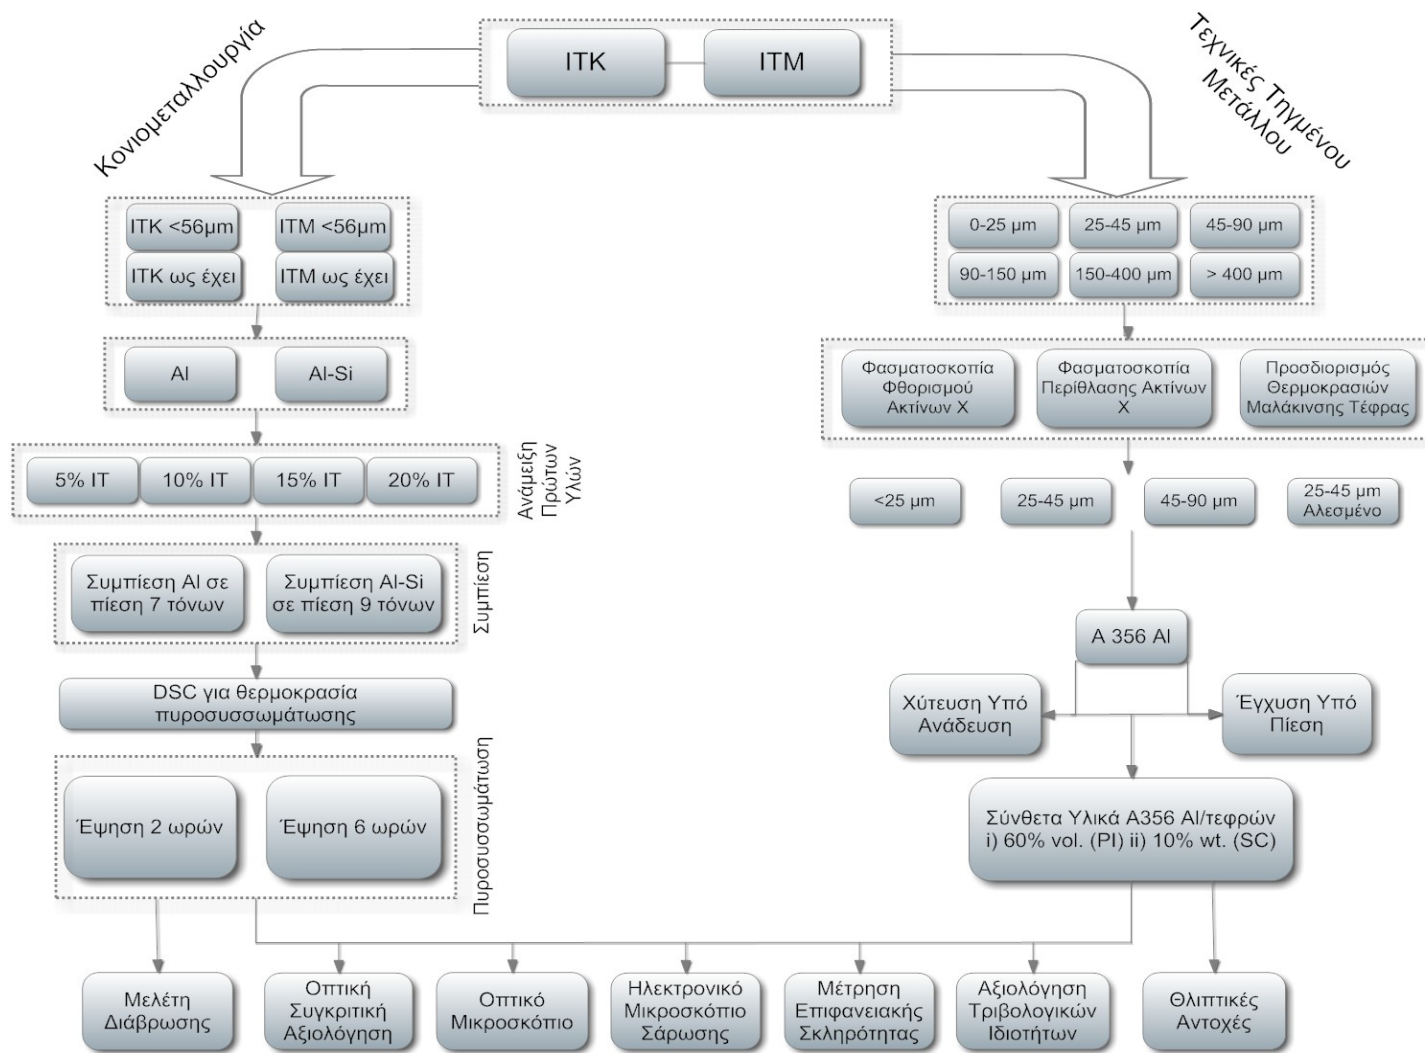 Κονιομεταλλουργία
ΙΤΚ
ΙΤΜ
Τεχνικές Τηγμένου
Μετάλλου
ΙΤΚ <56μm
ΙΤΜ <56μm
ΙΤΚ ως έχει
ΙΤΜ ως έχει
0-25 μm
25-45 μm
45-90 μm
90-150 μm
150-400 μm
> 400 μm
Al
Al-Si
Φασματοσκοπία
Φθορισμού
Ακτίνων Χ
Φασματοσκοπία
Περίθλασης Ακτίνων
Χ
Προσδιορισμός
Θερμοκρασιών
Μαλάκινσης Τέφρας
5% ΙΤ
10% ΙΤ
15% ΙΤ
20% ΙΤ
Ανάμειξη
Πρώτων
Υλών
<25 μm
25-45 μm
45-90 μm
25-45 μm
Αλεσμένο
Συμπίεση Al σε
πίεση 7 τόνων
Συμπίεση Al-Si
σε πίεση 9 τόνων
Συμπίεση
A 356 Al
DSC για θερμοκρασία
πυροσυσσωμάτωσης
Χύτευση Υπό
Ανάδευση
Έγχυση Υπό
Πίεση
Έψηση 2 ωρών
Έψηση 6 ωρών
Πυροσυσσωμάτωση
Σύνθετα Υλικά A356 Al/τεφρών
i) 60% vol. (PI) ii) 10% wt. (SC)
Μελέτη
Διάβρωσης
Οπτική
Συγκριτική
Αξιολόγηση
Οπτικό
Μικροσκόπιο
Ηλεκτρονικό
Μικροσκόπιο
Σάρωσης
Μέτρηση
Επιφανειακής
Σκληρότητας
Αξιολόγηση
Τριβολογικών
Ιδιοτήτων
Θλιπτικές
Αντοχές